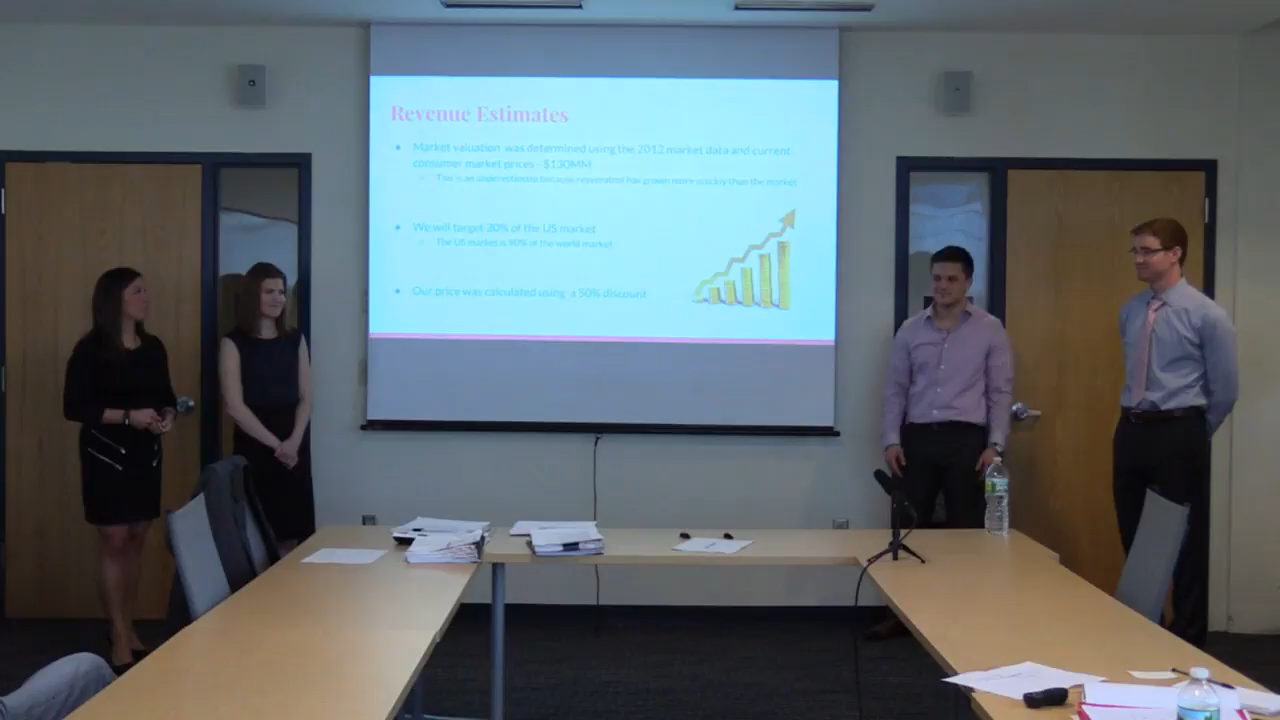 Revenue Estimates
Market valuation was determined using the 2012 market data and current
consumer market prices $130MM
This is an underestimate because resveratrol has grown more quickly than the market
We will target 20% of the US market
The US market is 90% of the world market
Our price was calculated using a 50% discount